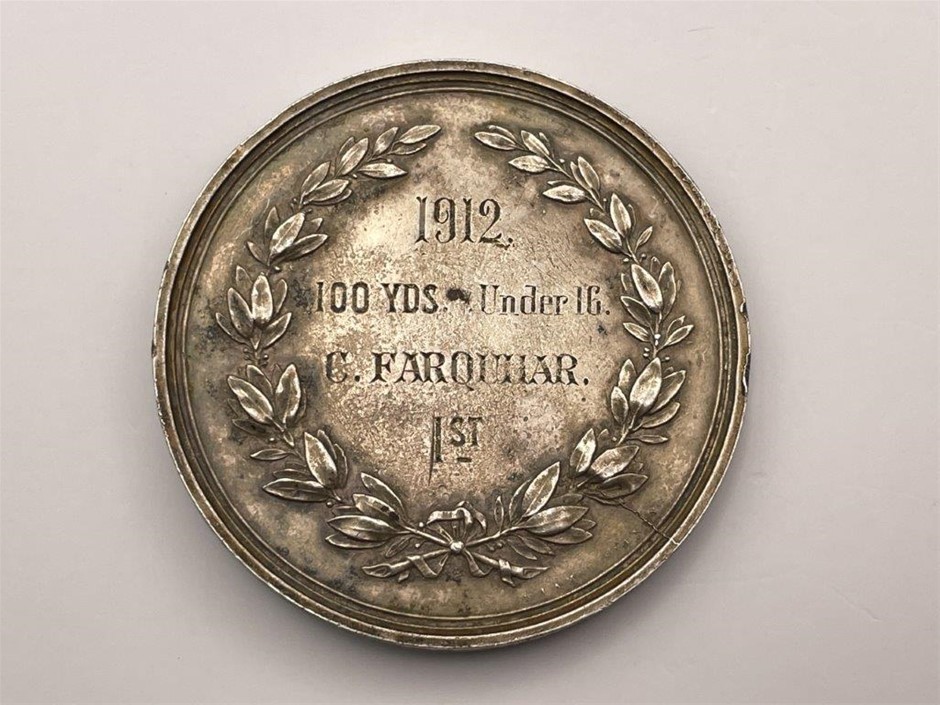 1912.
100 YDS. Under 16.
G. FARQUHAR.
1ST